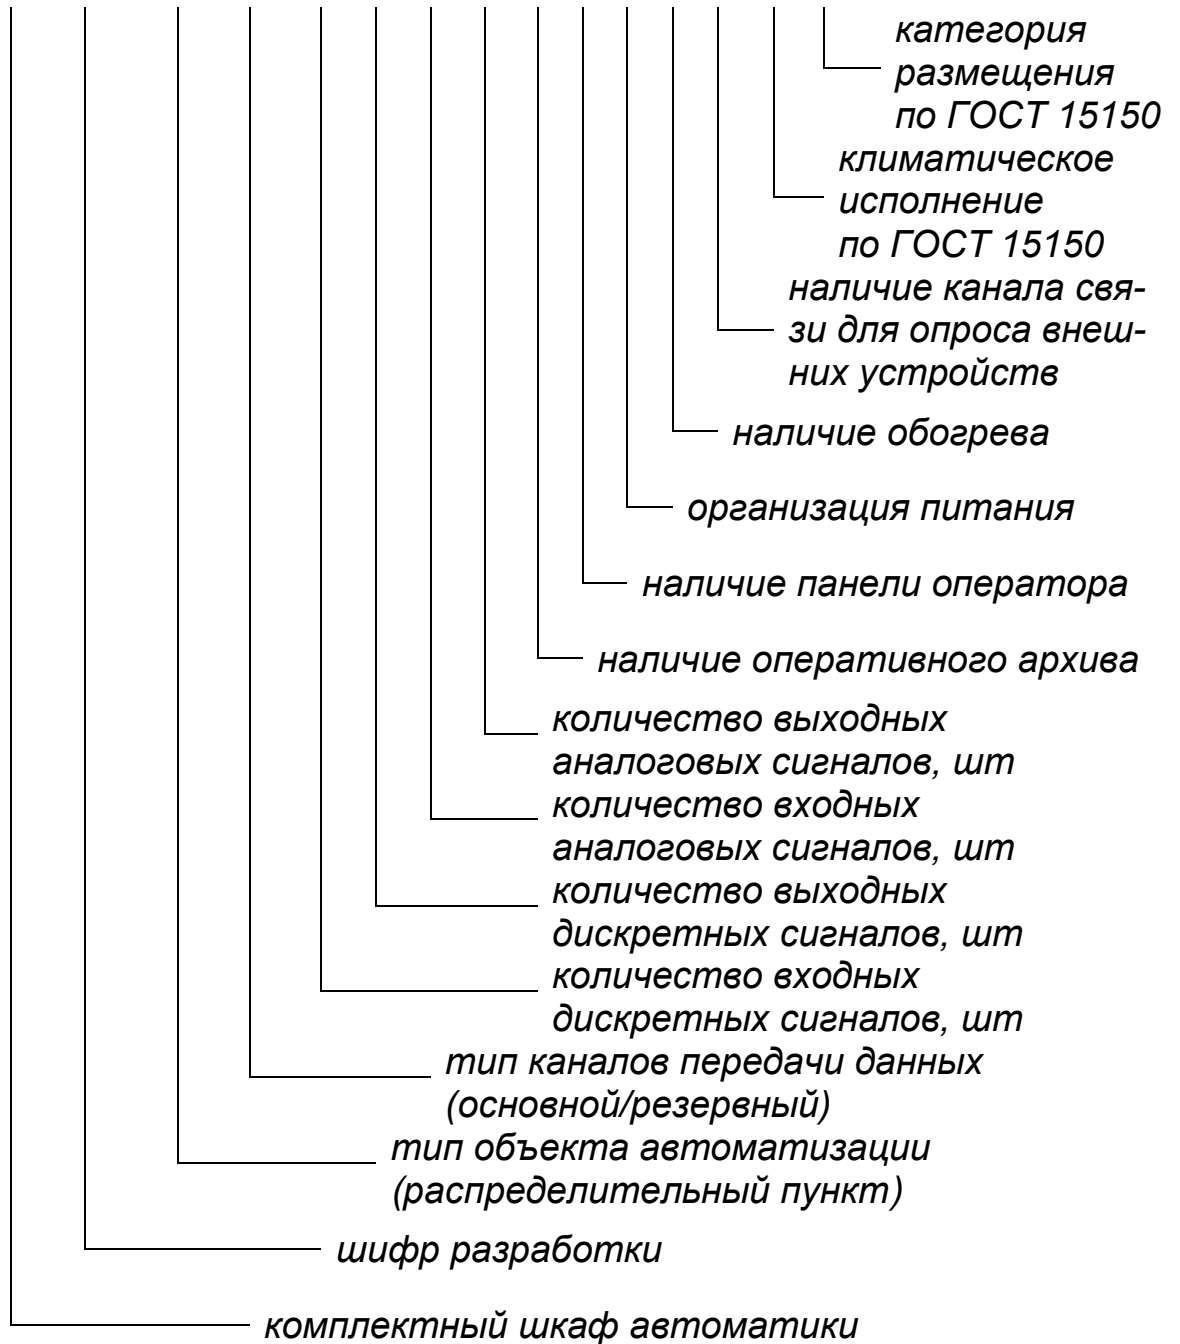 категория
размещения
по ГОСТ 15150
климатическое
исполнение
по ГОСТ 15150
наличие канала свя-
зи для опроса внеш-
них устройств
наличие обогрева
организация питания
наличие панели оператора
наличие оперативного архива
количество выходных
аналоговых сигналов, шт
количество входных
аналоговых сигналов, шт
количество выходных
дискретных сигналов, шт
количество входных
дискретных сигналов, шт
тип каналов передачи данных
(основной/резервный)
тип объекта автоматизации
(распределительный пункт)
шифр разработки
комплектный шкаф автоматики